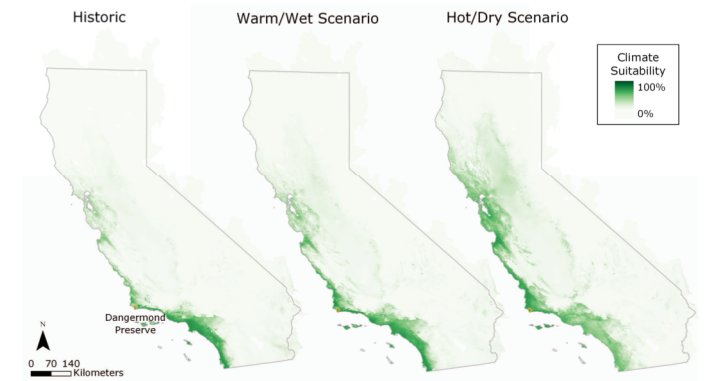 Historic
Warm/Wet Scenario
Hot/Dry Scenario
Climate
Suitability
100%
0%
Dangermond
Preserve
N
0 70 140
Kilometers